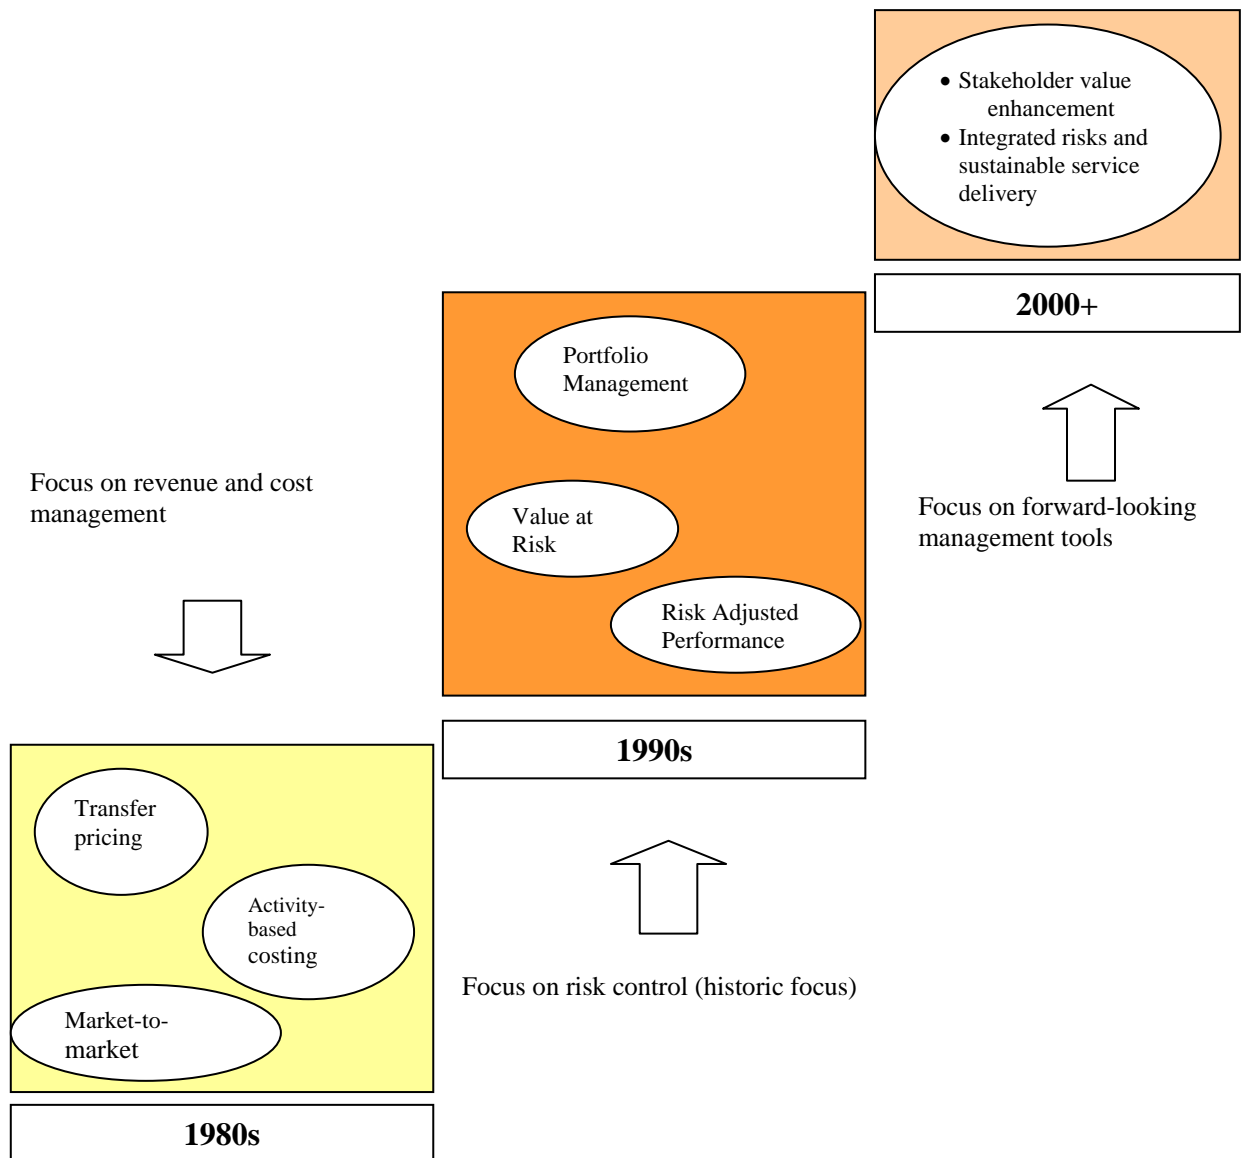 • Stakeholder value
enhancement
• Integrated risks and
sustainable service
delivery
2000+
Portfolio
Management
Focus on revenue and cost
management
Value at
Risk
Focus on forward-looking
management tools
Risk Adjusted
Performance
1990s
Transfer
pricing
Activity-
based
costing
Focus on risk control (historic focus)
Market-to-
market
1980s